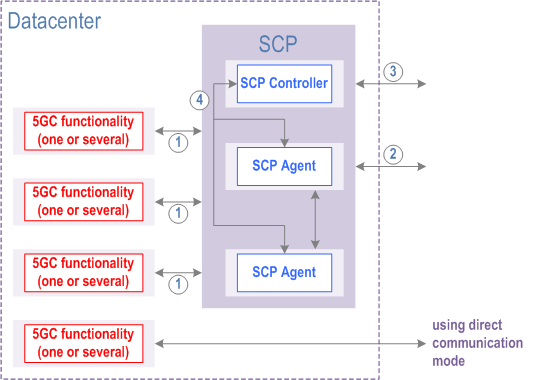 Datacenter
SCP
SCP Controller
3
4
5GC functionality
(one or several)
1
SCP Agent
2
5GC functionality
(one or several)
1
5GC functionality
(one or several)
1
SCP Agent
5GC functionality
(one or several)
using direct
communication
mode